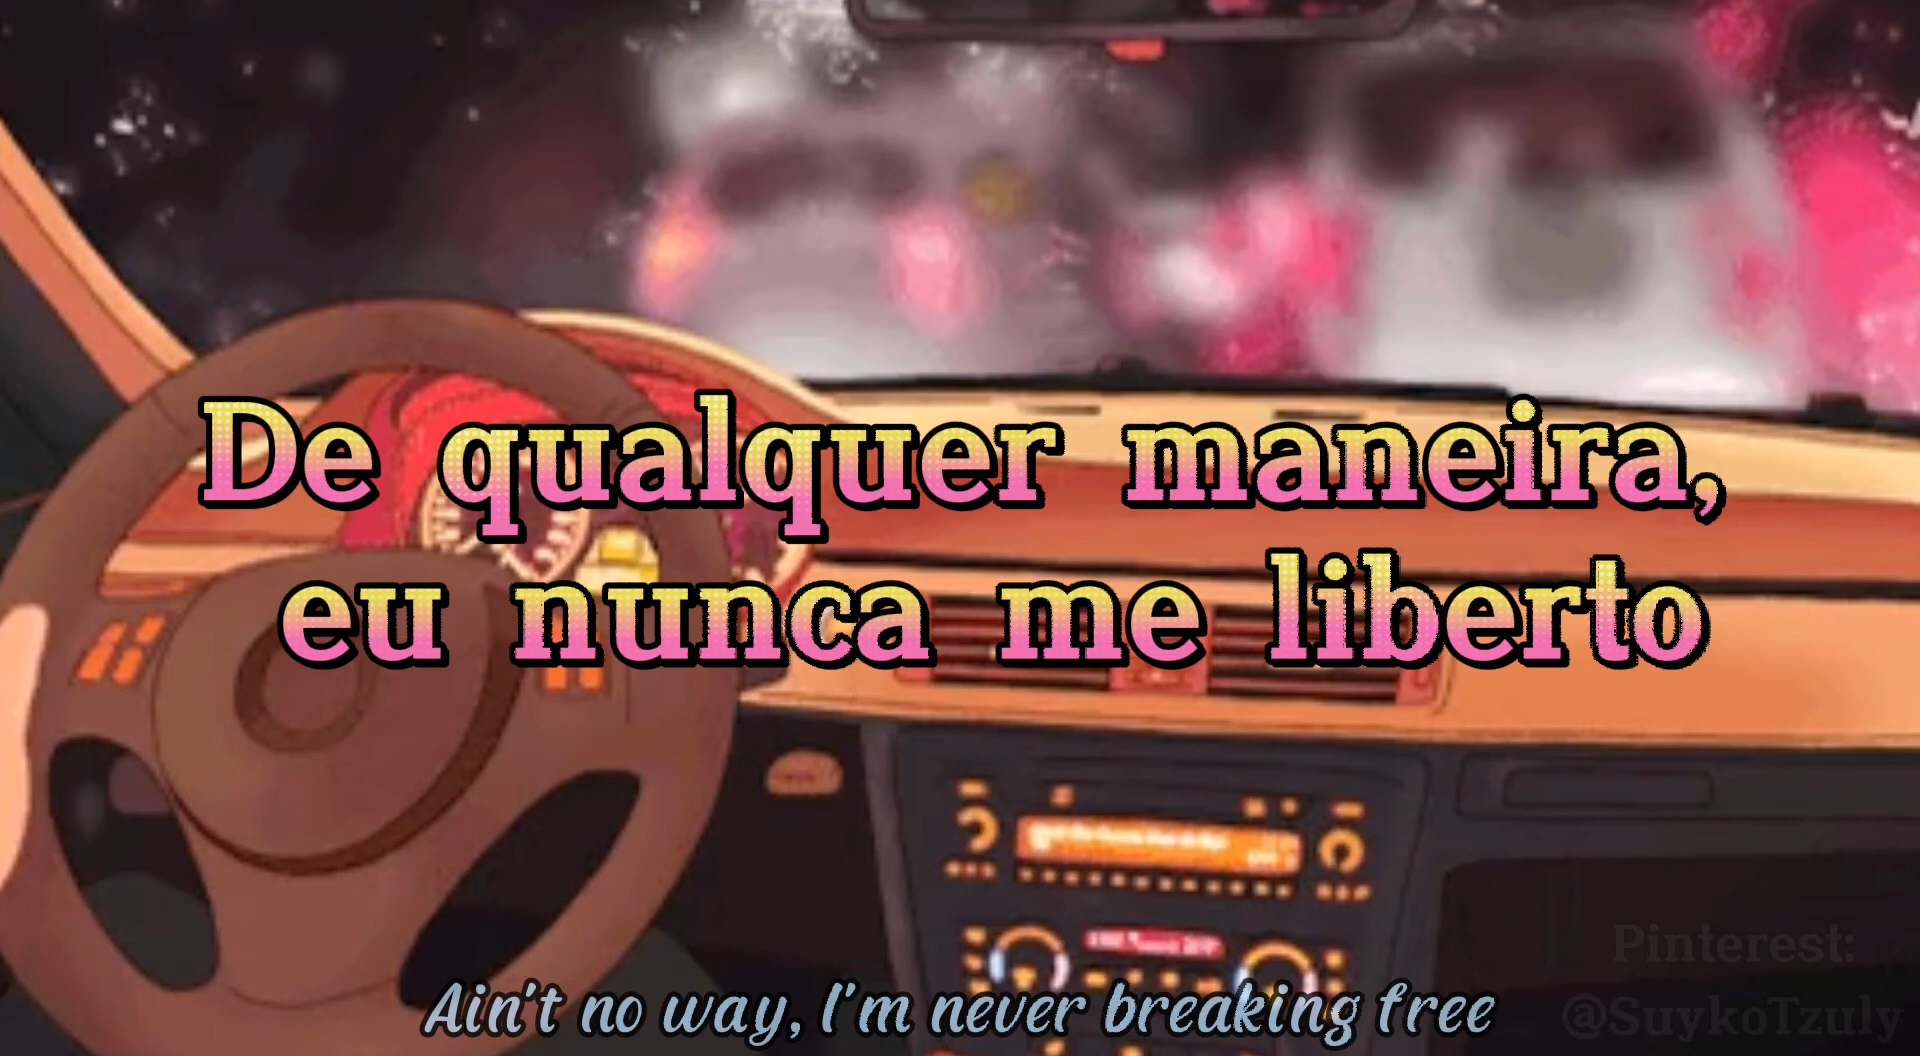 De qualquer maneira,
eu nunca me liberto
Ain't no way, I'm never breaking free
Pinterest:
@SuykoTzuly